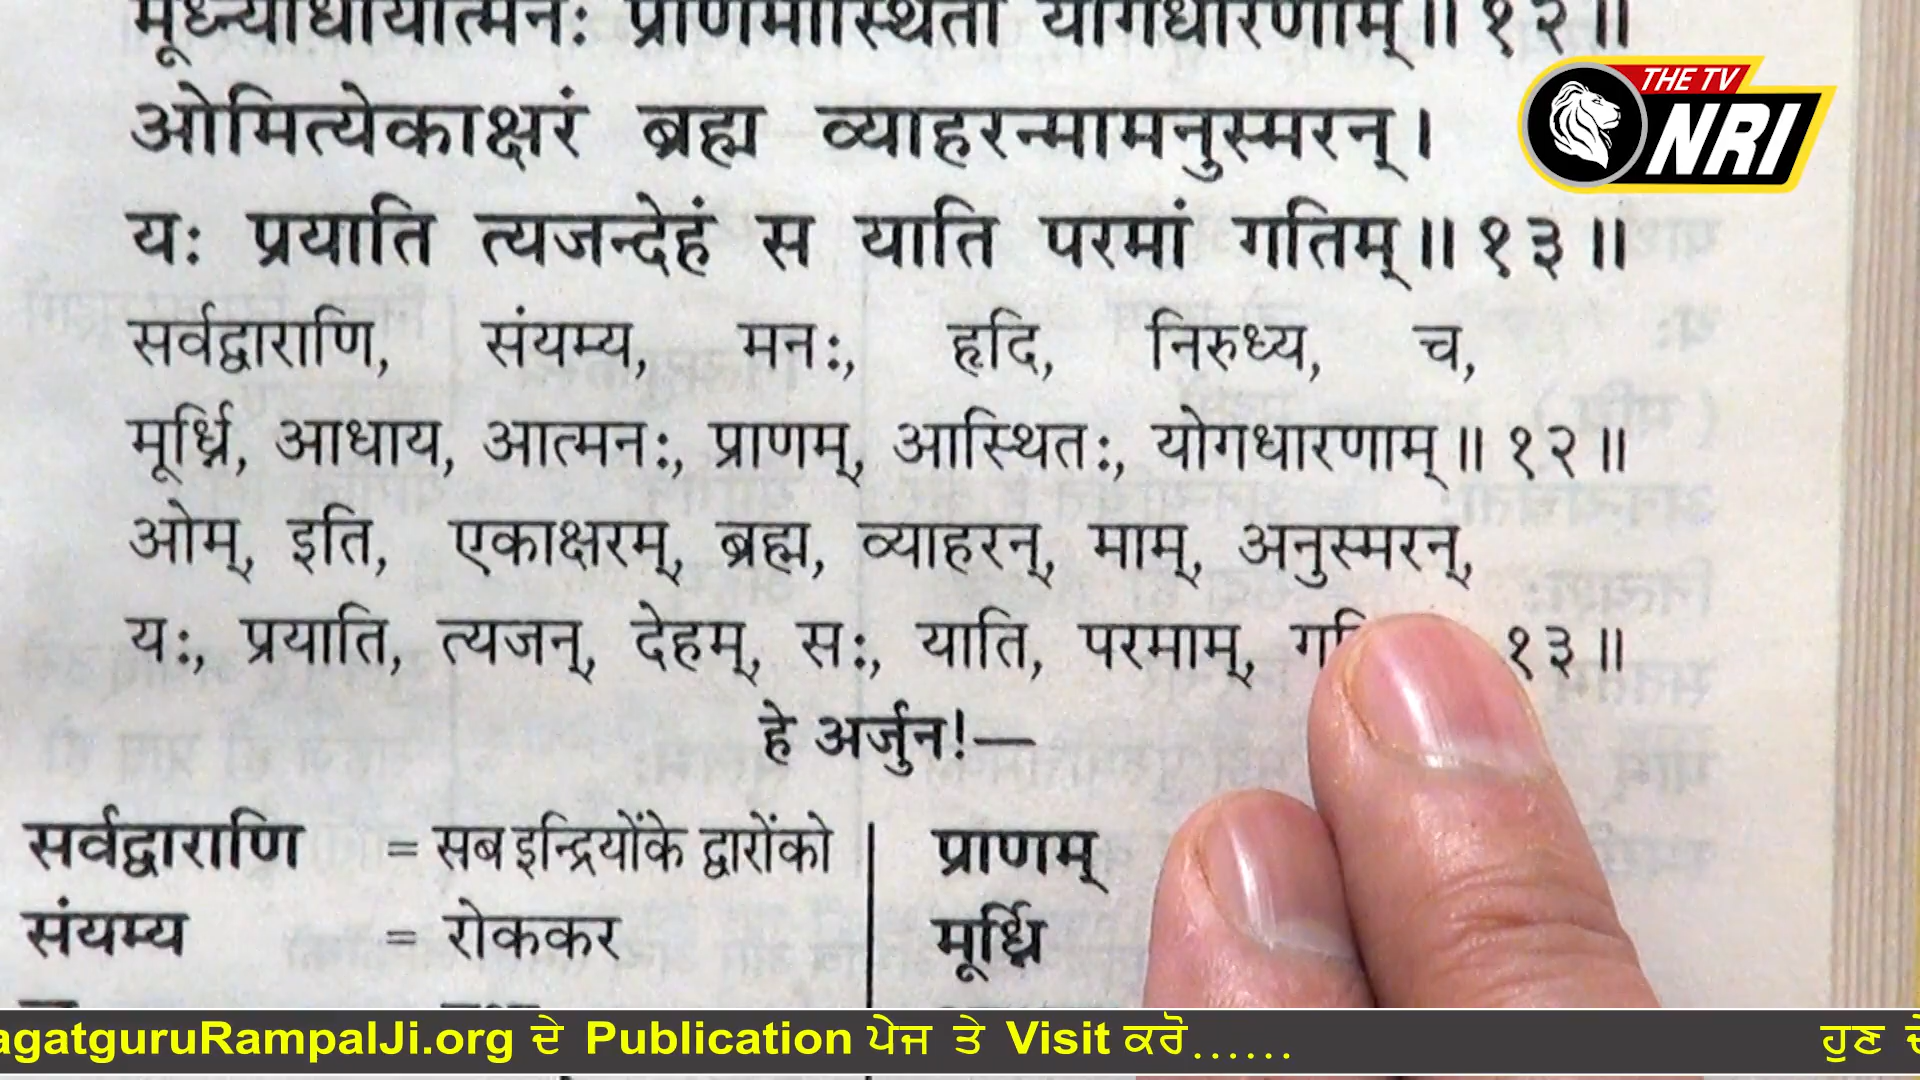 मूर्ध्न्याधायात्मनः प्राणमास्थितो योगधारणाम्॥१२॥
ओमित्येकाक्षरं ब्रह्म व्याहरन्मामनुस्मरन्।
यः प्रयाति त्यजन्देहं स याति परमां गतिम्॥१३॥
सर्वद्वाराणि, संयम्य, मनः, हृदि, निरुध्य, च,
मूर्ध्नि, आधाय, आत्मनः, प्राणम्, आस्थितः, योगधारणाम्॥१२॥
ओम्, इति, एकाक्षरम्, ब्रह्म, व्याहरन्, माम्, अनुस्मरन्,
यः, प्रयाति, त्यजन्, देहम्, सः, याति, परमाम्, १३॥
हे अर्जुन!—
सर्वद्वाराणि = सब इन्द्रियोंके द्वारोंको
संयम्य = रोककर
प्राणम्
मूर्ध्नि
THE TV
NRI
agatguruRampalJi.org ਦੇ Publication ਪੇਜ ਤੇ Visit ਕਰੋ...... ਹੁਣ